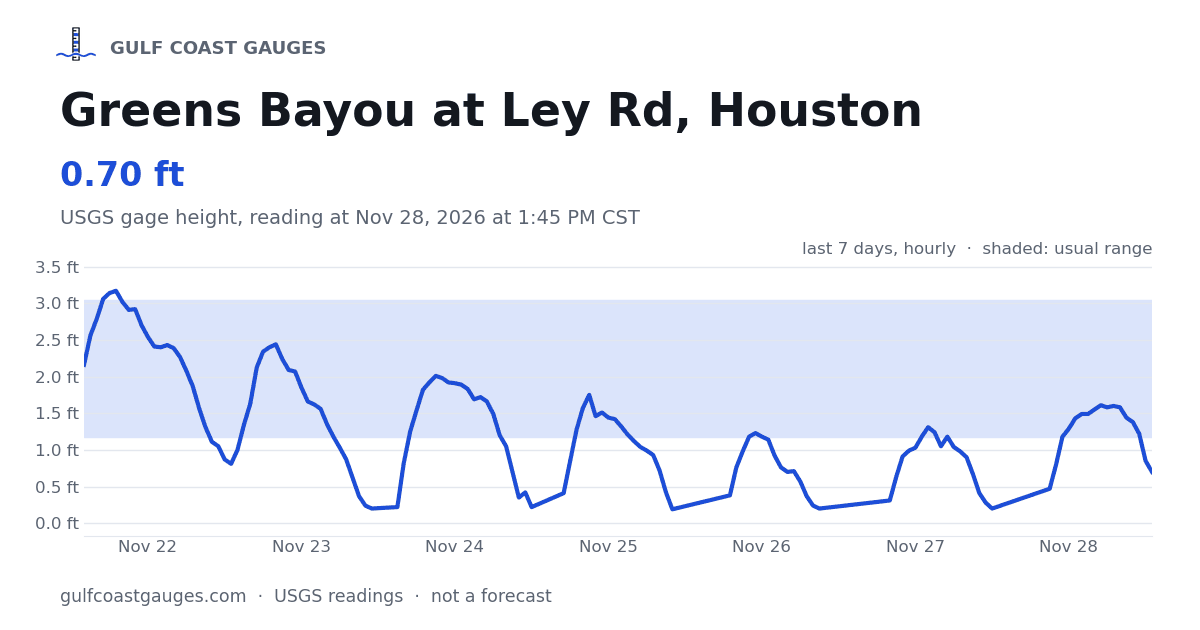 GULF COAST GAUGES
Greens Bayou at Ley Rd, Houston
0.70 ft
USGS gage height, reading at Nov 28, 2026 at 1:45 PM CST
last 7 days, hourly · shaded: usual range
3.5 ft
3.0 ft
2.5 ft
2.0 ft
1.5 ft
1.0 ft
0.5 ft
0.0 ft
Nov 22 Nov 23 Nov 24 Nov 25 Nov 26 Nov 27 Nov 28
gulfcoastgauges.com · USGS readings · not a forecast